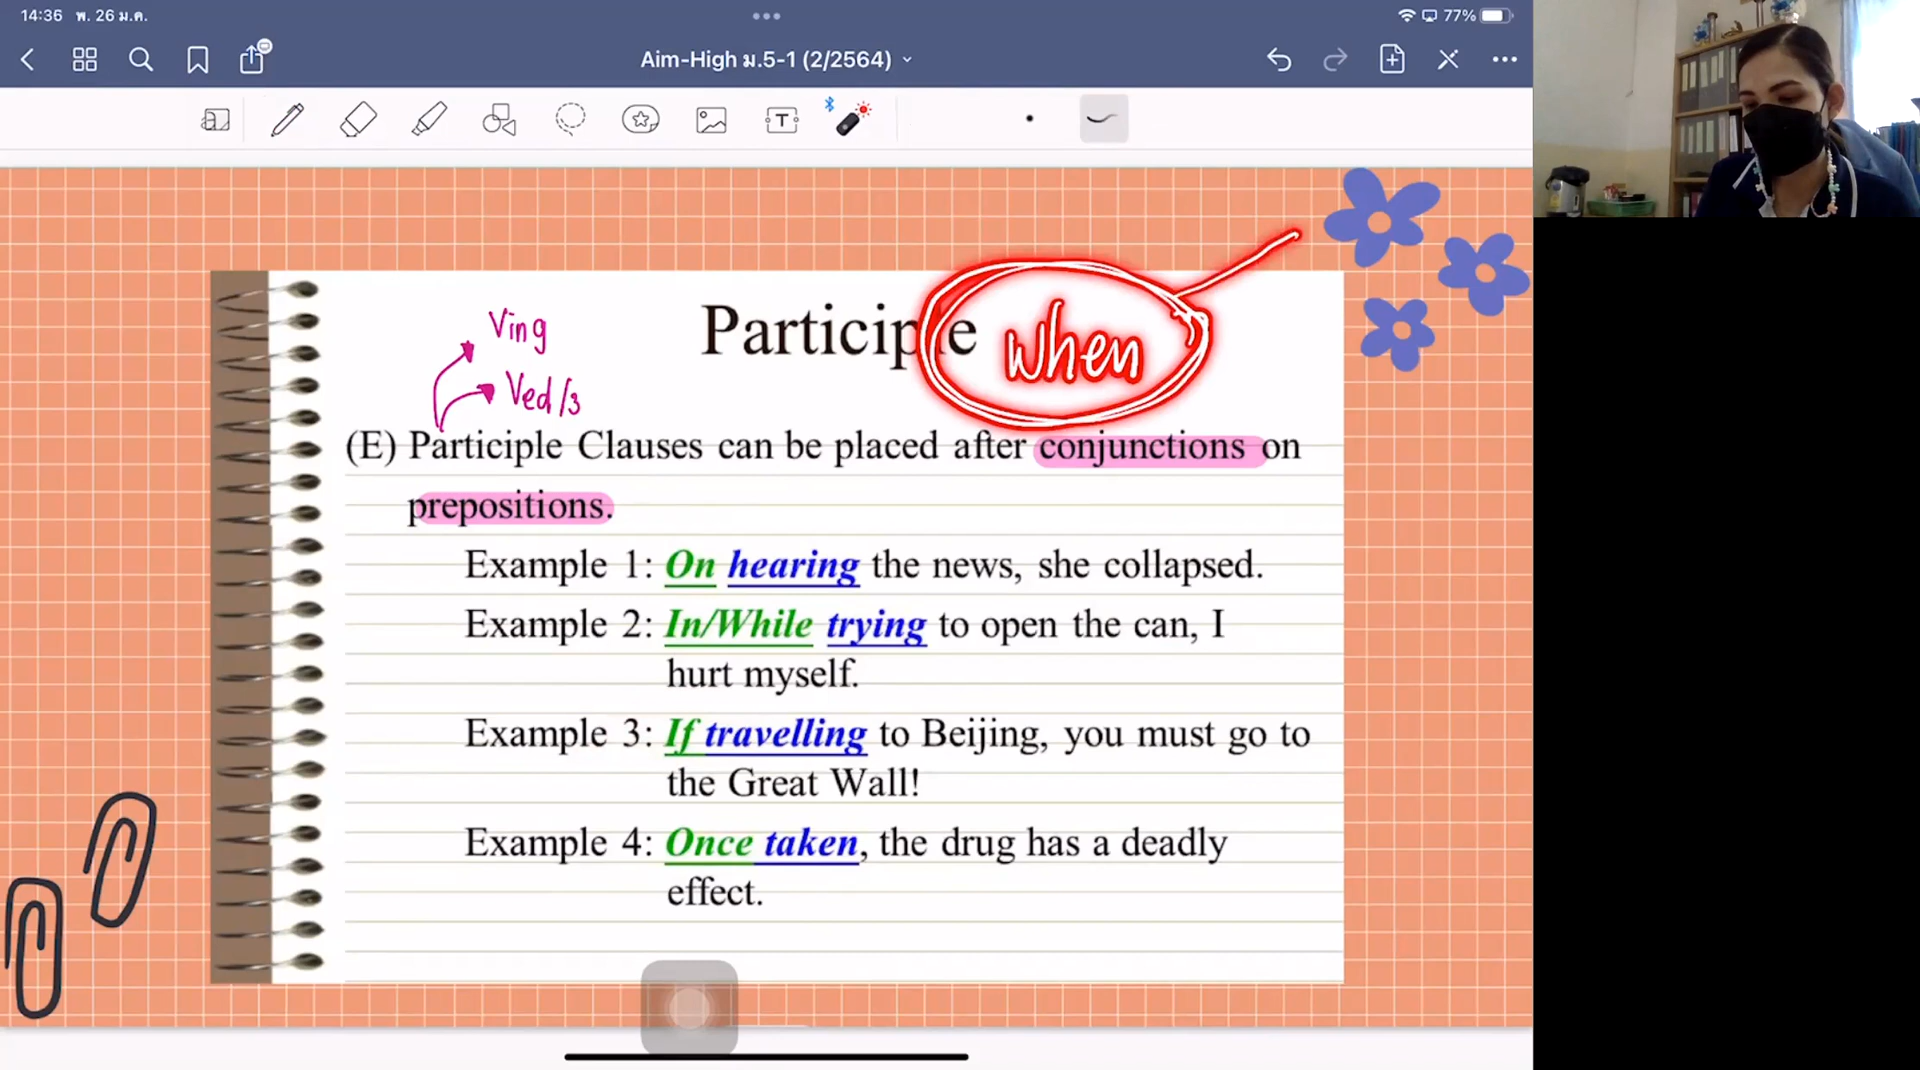 14:36 พ. 26 ม.ค.
77%
Aim-High ม.5-1 (2/2564)
T
Participle
when
Ving
Ved/3
(E) Participle Clauses can be placed after conjunctions on
prepositions.
Example 1: On hearing the news, she collapsed.
Example 2: In/While trying to open the can, I
hurt myself.
Example 3: If travelling to Beijing, you must go to
the Great Wall!
Example 4: Once taken, the drug has a deadly
effect.